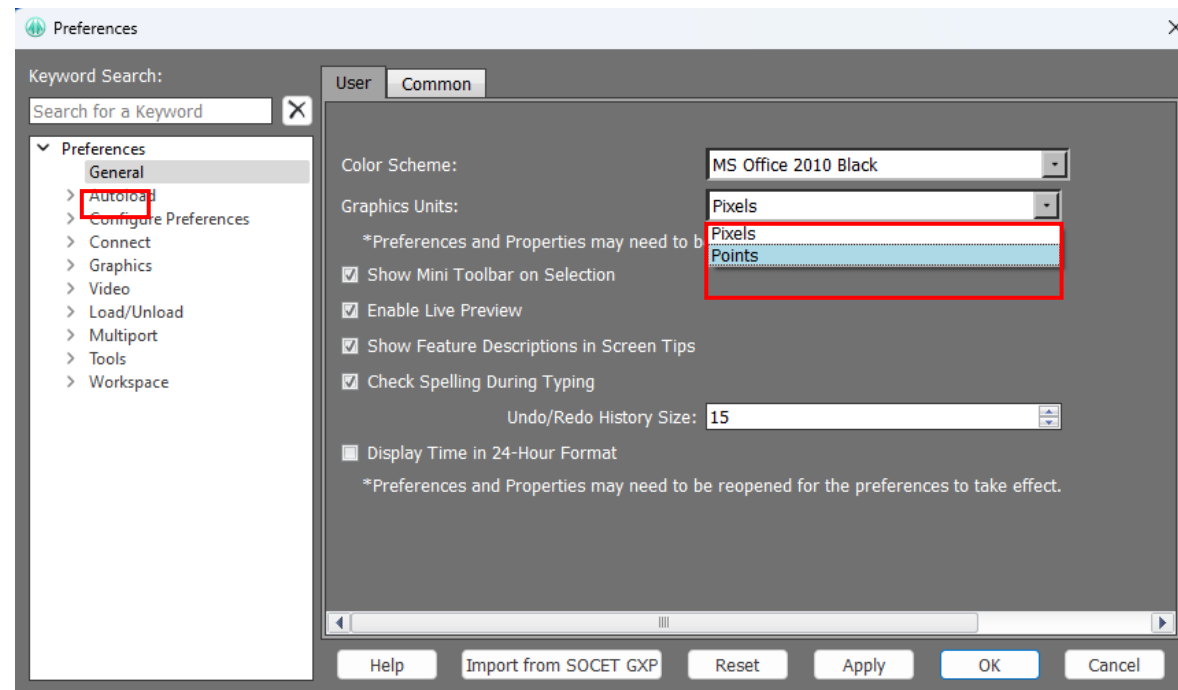 Preferences
Keyword Search:
Search for a Keyword
Preferences
General
Autoload
Configure Preferences
Connect
Graphics
Video
Load/Unload
Multiport
Tools
Workspace
User Common
Color Scheme: MS Office 2010 Black
Graphics Units: Pixels
Pixels
*Preferences and Properties may need to b
Points
Show Mini Toolbar on Selection
Enable Live Preview
Show Feature Descriptions in Screen Tips
Check Spelling During Typing
Undo/Redo History Size: 15
Display Time in 24-Hour Format
*Preferences and Properties may need to be reopened for the preferences to take effect.
Help Import from SOCET GXP Reset Apply OK Cancel